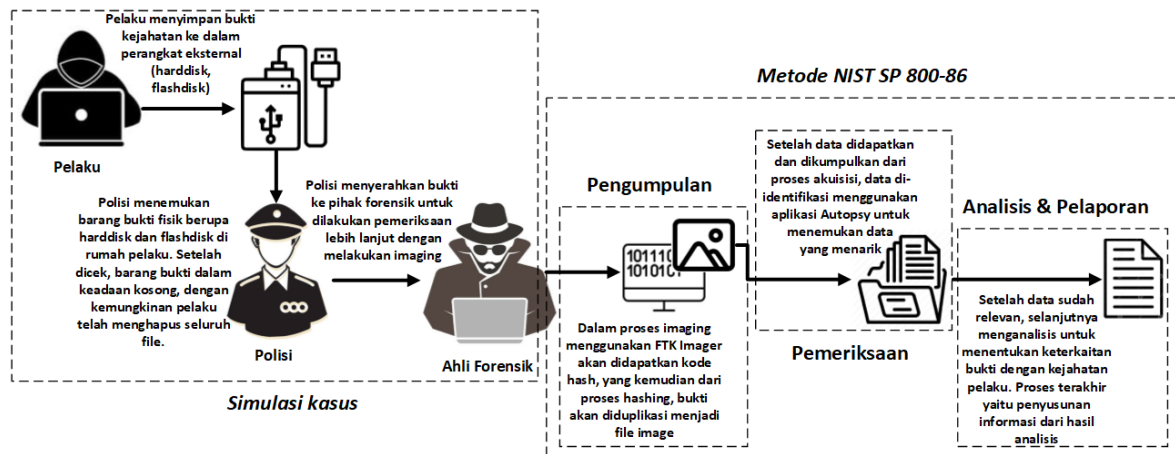 Pelaku menyimpan bukti
kejahatan ke dalam
perangkat eksternal
(harddisk,
flashdisk)
Pelaku
Polisi menemukan
barang bukti fisik berupa
harddisk dan flashdisk di
rumah pelaku. Setelah
dicek, barang bukti dalam
keadaan kosong, dengan
kemungkinan pelaku
telah menghapus seluruh
file.
Polisi
Polisi menyerahkan bukti
ke pihak forensik untuk
dilakukan pemeriksaan
lebih lanjut dengan
melakukan imaging
Ahli Forensik
Simulasi kasus
Metode NIST SP 800-86
Pengumpulan
10111
1010101
Dalam proses imaging
menggunakan FTK Imager
akan didapatkan kode
hash, yang kemudian dari
proses hashing, bukti
akan diduplikasi menjadi
file image
Setelah data didapatkan
dan dikumpulkan dari
proses akuisisi, data di-
identifikasi menggunakan
aplikasi Autopsy untuk
menemukan data
yang menarik
Pemeriksaan
Analisis & Pelaporan
Setelah data sudah
relevan, selanjutnya
menganalisis untuk
menentukan keterkaitan
bukti dengan kejahatan
pelaku. Proses terakhir
yaitu penyusunan
informasi dari hasil
analisis